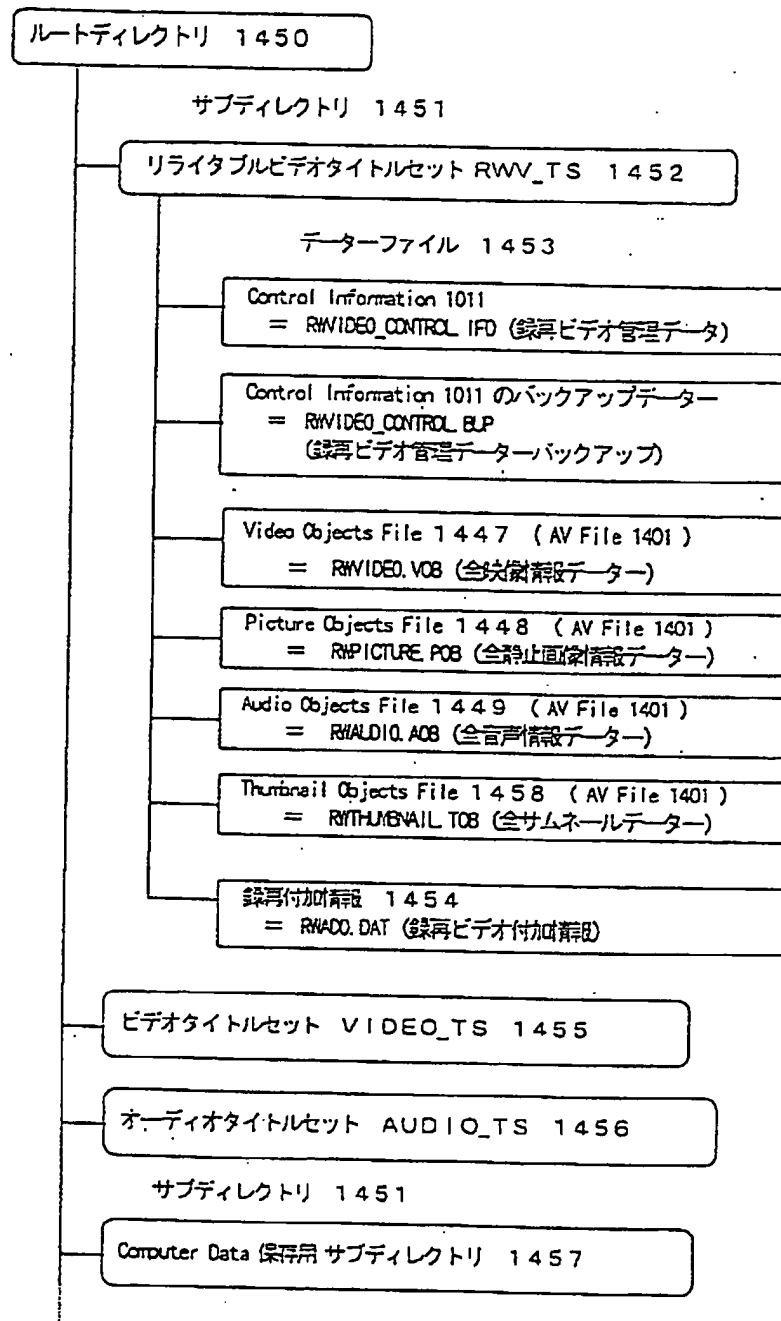 ルートディレクトリ 1450
サブディレクトリ 1451
リライタブルビデオタイトルセット RWV_TS 1452
データーファイル 1453
Control Information 1011
= RWVIDEO_CONTROL.IFO (録再ビデオ管理データ)
Control Information 1011 のバックアップデーター
= RWVIDEO_CONTROL.BUP
(録再ビデオ管理データーバックアップ)
Video Objects File 1447 (AV File 1401)
= RWVIDEO.VOB (全映像情報データー)
Picture Objects File 1448 (AV File 1401)
= RWPICTURE.POB (全静止画像情報データー)
Audio Objects File 1449 (AV File 1401)
= RWAUDIO.AOB (全音声情報データー)
Thumbnail Objects File 1458 (AV File 1401)
= RWTHUMBNAIL.TOB (全サムネールデーター)
録再付加情報 1454
= RWADD.DAT (録再ビデオ付加情報)
ビデオタイトルセット VIDEO_TS 1455
オーディオタイトルセット AUDIO_TS 1456
サブディレクトリ 1451
Computer Data 保存用 サブディレクトリ 1457